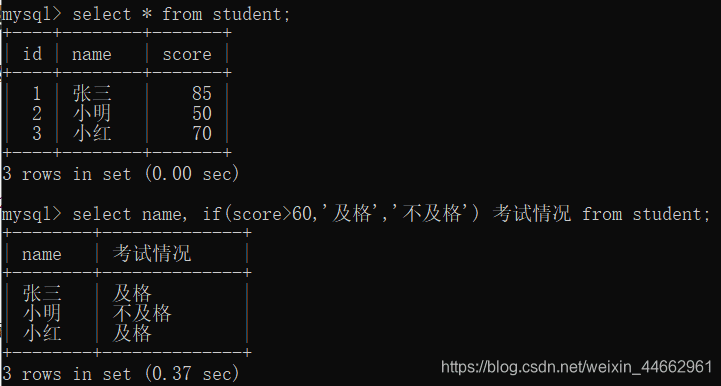 mysql> select * from student;
+----+--------+-------+
| id | name   | score |
+----+--------+-------+
|  1 | 张三   |    85 |
|  2 | 小明   |    50 |
|  3 | 小红   |    70 |
+----+--------+-------+
3 rows in set (0.00 sec)
mysql> select name, if(score>60,'及格','不及格') 考试情况 from student;
+--------+--------------+
| name   | 考试情况     |
+--------+--------------+
| 张三   | 及格         |
| 小明   | 不及格       |
| 小红   | 及格         |
+--------+--------------+
3 rows in set (0.37 sec)
https://blog.csdn.net/weixin_44662961